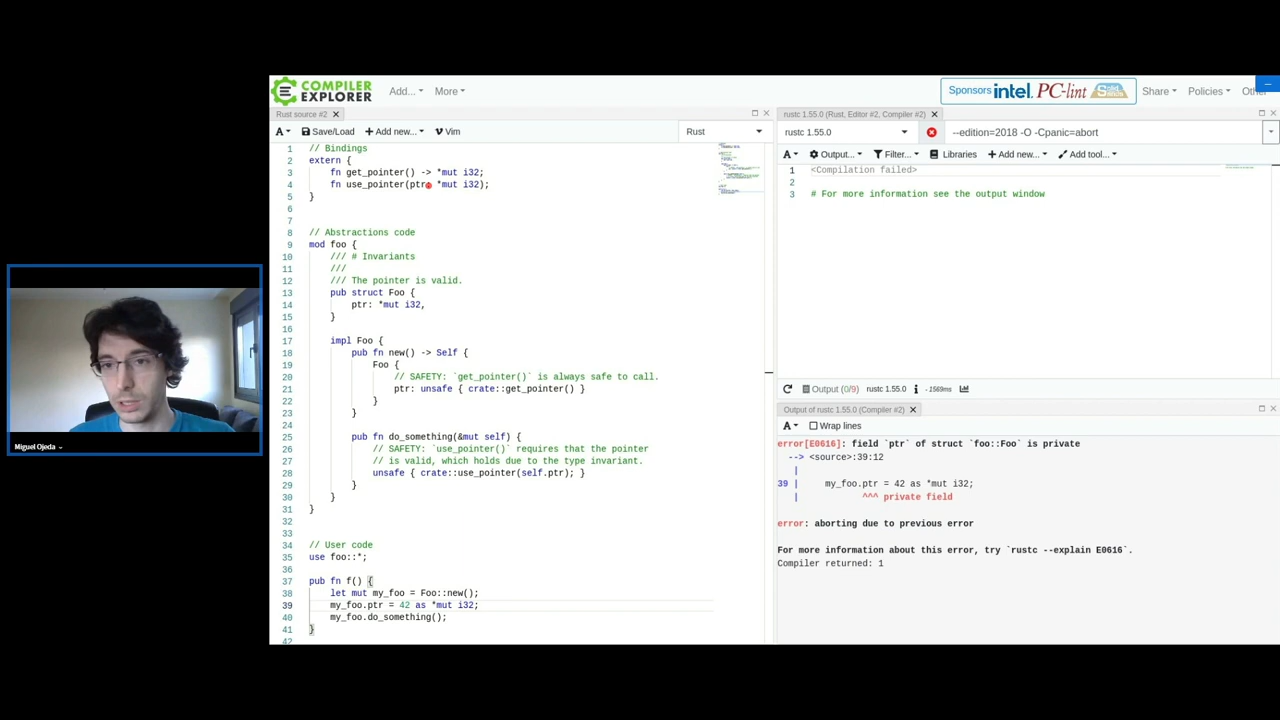 COMPILER
EXPLORER
Add...
More
Sponsors intel. PC-lint Solid Sands
Share
Policies
Rust source #2
Save/Load
Add new...
Vim
Rust
1 // Bindings
2 extern {
3 fn get_pointer() -> *mut i32;
4 fn use_pointer(ptr: *mut i32);
5 }
6
7
8 // Abstractions code
9 mod foo {
10 /// # Invariants
11 ///
12 /// The pointer is valid.
13 pub struct Foo {
14 ptr: *mut i32,
15 }
16
17 impl Foo {
18 pub fn new() -> Self {
19 Foo {
20 // SAFETY: `get_pointer()` is always safe to call.
21 ptr: unsafe { crate::get_pointer() }
22 }
23 }
24
25 pub fn do_something(&mut self) {
26 // SAFETY: `use_pointer()` requires that the pointer
27 // is valid, which holds due to the type invariant.
28 unsafe { crate::use_pointer(self.ptr); }
29 }
30 }
31 }
32
33
34 // User code
35 use foo::*;
36
37 pub fn f() {
38 let mut my_foo = Foo::new();
39 my_foo.ptr = 42 as *mut i32;
40 my_foo.do_something();
41 }
42
rustc 1.55.0 (Rust, Editor #2, Compiler #2)
rustc 1.55.0
--edition=2018 -O -Cpanic=abort
A
Output...
Filter...
Libraries
Add new...
Add tool...
1 <Compilation failed>
2
3 # For more information see the output window
Output (0/9) rustc 1.55.0 i - 1569ms
Output of rustc 1.55.0 (Compiler #2)
A
Wrap lines
error[E0616]: field `ptr` of struct `foo::Foo` is private
--> <source>:39:12
|
39 | my_foo.ptr = 42 as *mut i32;
| ^^^ private field
error: aborting due to previous error
For more information about this error, try `rustc --explain E0616`.
Compiler returned: 1
Miguel Ojeda